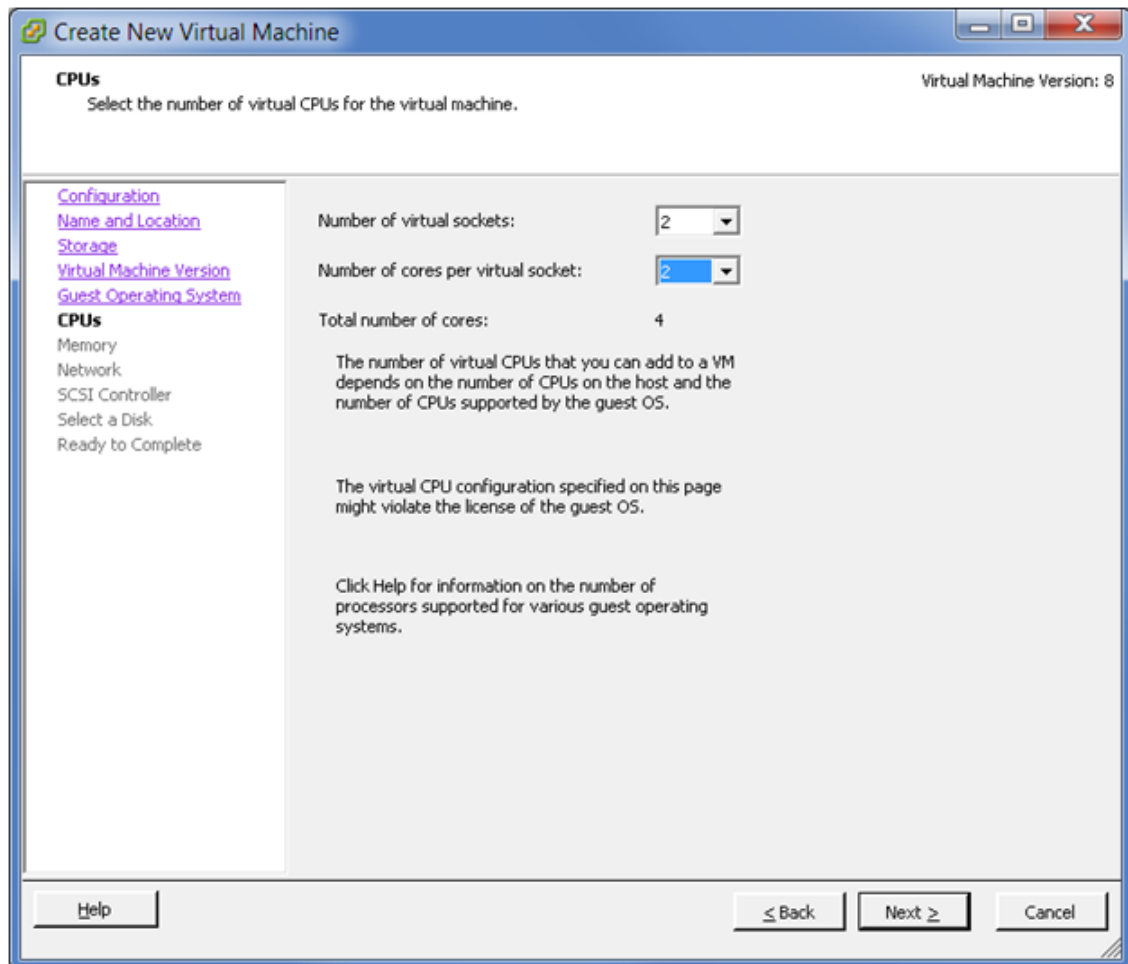 Create New Virtual Machine
CPUs
Select the number of virtual CPUs for the virtual machine.
Virtual Machine Version: 8
Configuration
Name and Location
Storage
Virtual Machine Version
Guest Operating System
CPUs
Memory
Network
SCSI Controller
Select a Disk
Ready to Complete
Number of virtual sockets: 2
Number of cores per virtual socket: 2
Total number of cores: 4
The number of virtual CPUs that you can add to a VM
depends on the number of CPUs on the host and the
number of CPUs supported by the guest OS.
The virtual CPU configuration specified on this page
might violate the license of the guest OS.
Click Help for information on the number of
processors supported for various guest operating
systems.
Help
< Back
Next >
Cancel